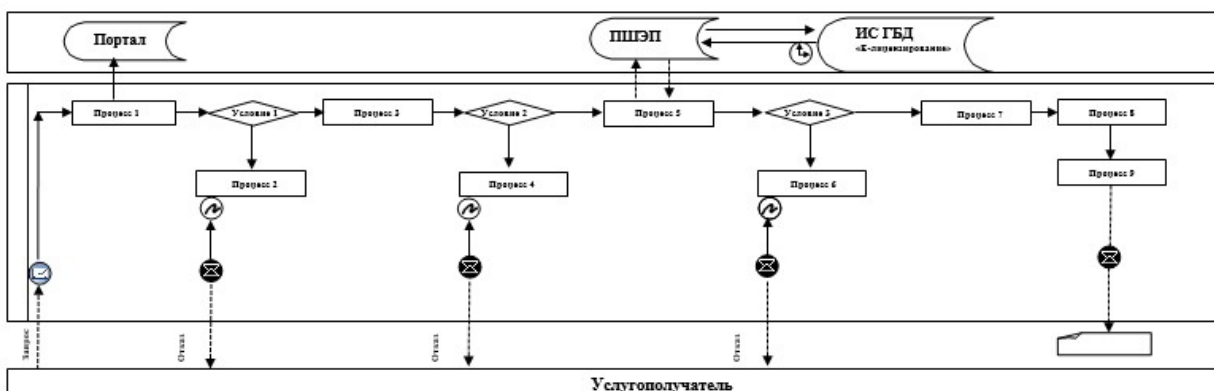 Портал
ПШЭП
ИС ГБД
«Е-лицензирование»
Процесс 1
Условие 1
Процесс 3
Условие 2
Процесс 5
Условие 3
Процесс 7
Процесс 8
Процесс 2
Процесс 4
Процесс 6
Процесс 9
Запрос
Отказ
Отказ
Отказ
Услугополучатель